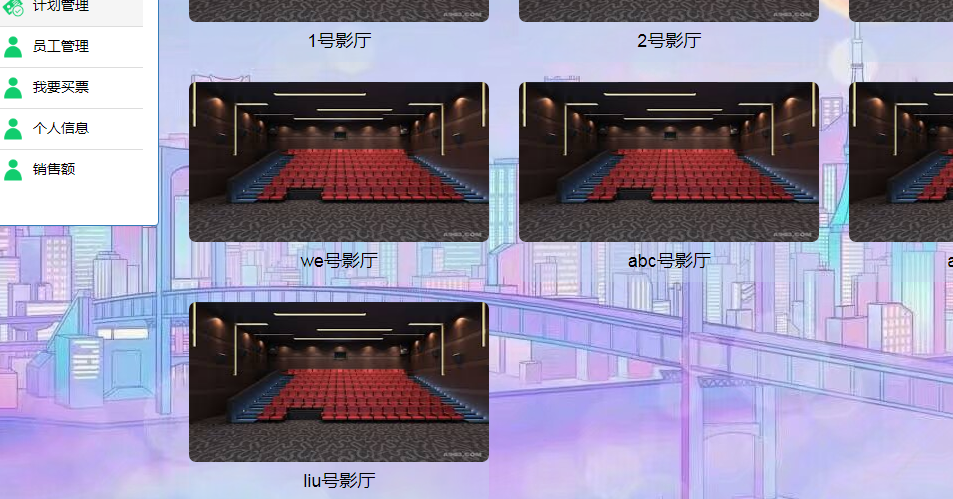 计划管理
员工管理
我要买票
个人信息
销售额
1号影厅
2号影厅
we号影厅
abc号影厅
liu号影厅